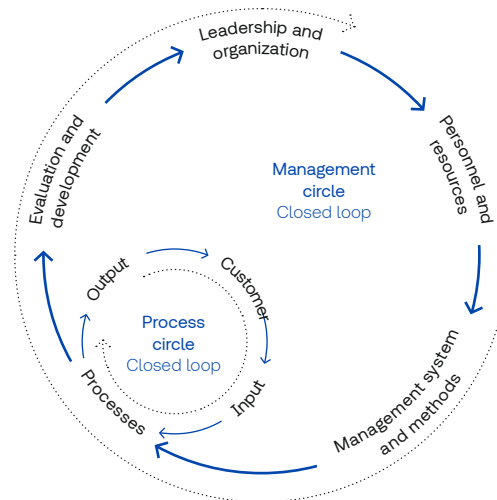 Leadership and
organization
Personnel and
resources
Management system
and methods
Processes
Evaluation and
development
Management
circle
Closed loop
Output
Customer
Input
Process
circle
Closed loop